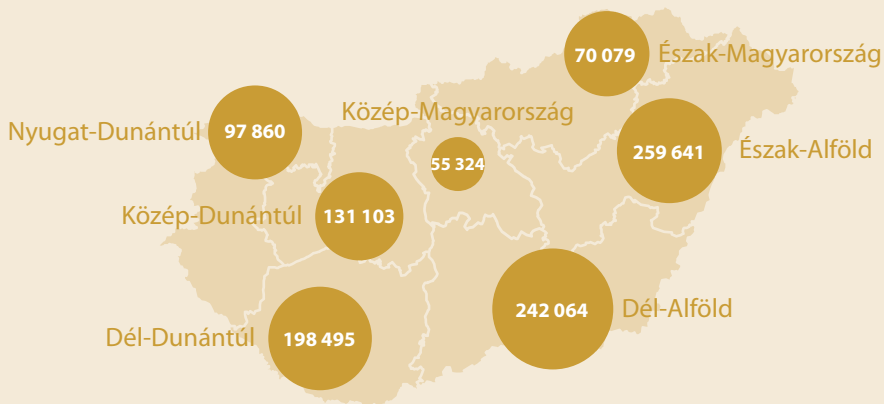 70 079 Észak-Magyarország
Közép-Magyarország
Nyugat-Dunántúl 97 860
55 324
259 641 Észak-Alföld
Közép-Dunántúl 131 103
242 064 Dél-Alföld
Dél-Dunántúl 198 495